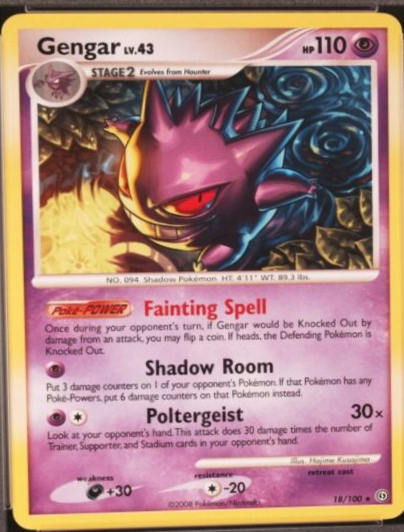 Gengar LV.43 HP 110
STAGE 2 Evolves from Haunter
NO. 094 Shadow Pokémon HT: 4'11" WT: 89.3 lbs.
Poké-POWER Fainting Spell
Once during your opponent's turn, if Gengar would be Knocked Out by
damage from an attack, you may flip a coin. If heads, the Defending Pokémon is
Knocked Out.
Shadow Room
Put 3 damage counters on 1 of your opponent's Pokémon. If that Pokémon has any
Poké-Powers, put 6 damage counters on that Pokémon instead.
Poltergeist 30x
Look at your opponent's hand. This attack does 30 damage times the number of
Trainer, Supporter, and Stadium cards in your opponent's hand.
Illus. Hajime Kusajima
weakness resistance retreat cost
+30 -20
©2008 Pokémon/Nintendo 18/100 ★